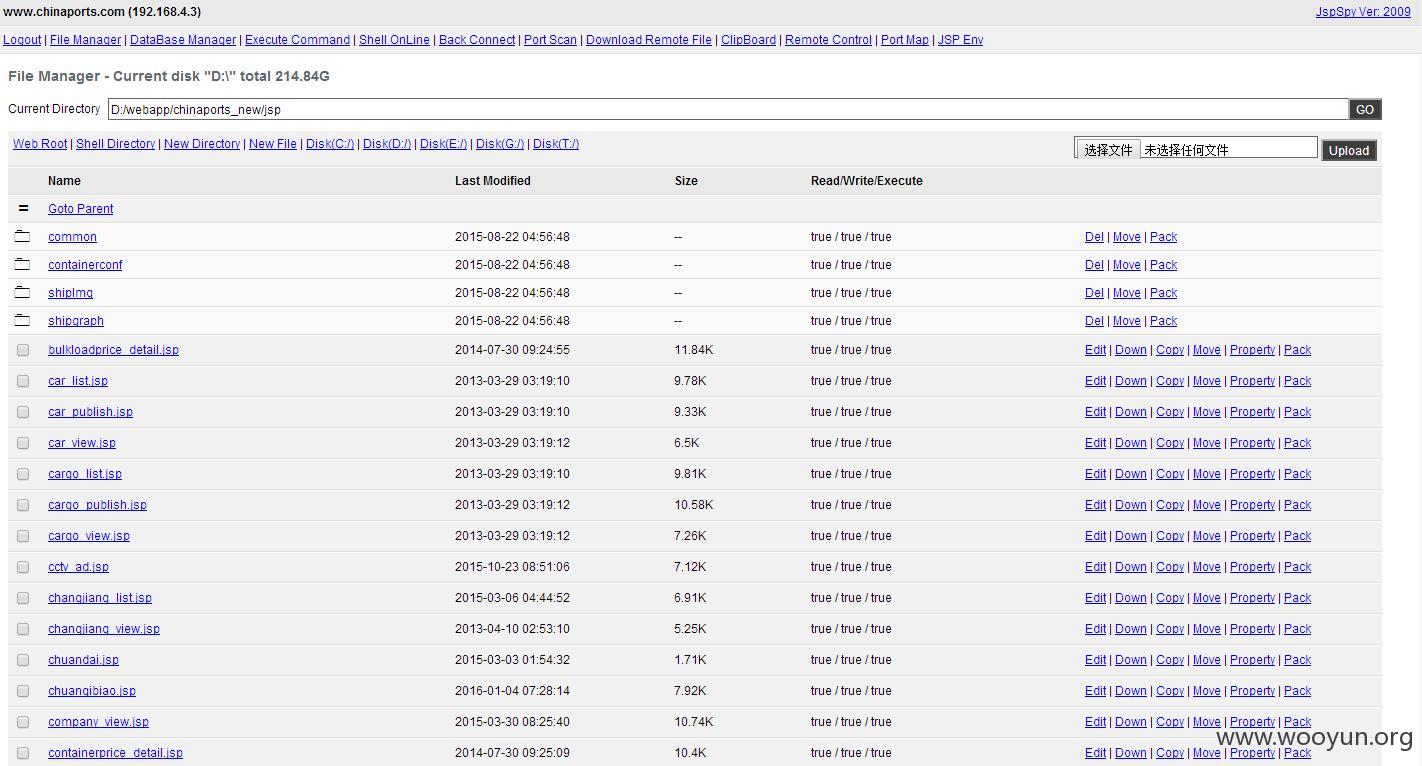 www.chinaports.com (192.168.4.3) JspSpy Ver: 2009
Logout | File Manager | DataBase Manager | Execute Command | Shell OnLine | Back Connect | Port Scan | Download Remote File | ClipBoard | Remote Control | Port Map | JSP Env
File Manager - Current disk "D:\" total 214.84G
Current Directory D:/webapp/chinaports_new/jsp GO
Web Root | Shell Directory | New Directory | New File | Disk(C:/) | Disk(D:/) | Disk(E:/) | Disk(G:/) | Disk(T:/) 选择文件 未选择任何文件 Upload
Name Last Modified Size Read/Write/Execute
= Goto Parent
common 2015-08-22 04:56:48 -- true / true / true Del | Move | Pack
containerconf 2015-08-22 04:56:48 -- true / true / true Del | Move | Pack
shipImg 2015-08-22 04:56:48 -- true / true / true Del | Move | Pack
shipgraph 2015-08-22 04:56:48 -- true / true / true Del | Move | Pack
bulkloadprice_detail.jsp 2014-07-30 09:24:55 11.84K true / true / true Edit | Down | Copy | Move | Property | Pack
car_list.jsp 2013-03-29 03:19:10 9.78K true / true / true Edit | Down | Copy | Move | Property | Pack
car_publish.jsp 2013-03-29 03:19:10 9.33K true / true / true Edit | Down | Copy | Move | Property | Pack
car_view.jsp 2013-03-29 03:19:12 6.5K true / true / true Edit | Down | Copy | Move | Property | Pack
cargo_list.jsp 2013-03-29 03:19:10 9.81K true / true / true Edit | Down | Copy | Move | Property | Pack
cargo_publish.jsp 2013-03-29 03:19:12 10.58K true / true / true Edit | Down | Copy | Move | Property | Pack
cargo_view.jsp 2013-03-29 03:19:12 7.26K true / true / true Edit | Down | Copy | Move | Property | Pack
cctv_ad.jsp 2015-10-23 08:51:06 7.12K true / true / true Edit | Down | Copy | Move | Property | Pack
changjiang_list.jsp 2015-03-06 04:44:52 6.91K true / true / true Edit | Down | Copy | Move | Property | Pack
changjiang_view.jsp 2013-04-10 02:53:10 5.25K true / true / true Edit | Down | Copy | Move | Property | Pack
chuandai.jsp 2015-03-03 01:54:32 1.71K true / true / true Edit | Down | Copy | Move | Property | Pack
chuanqibiao.jsp 2016-01-04 07:28:14 7.92K true / true / true Edit | Down | Copy | Move | Property | Pack
company_view.jsp 2015-03-30 08:25:40 10.74K true / true / true Edit | Down | Copy | Move | Property | Pack
containerprice_detail.jsp 2014-07-30 09:25:09 10.4K true / true / true Edit | Down | Copy | Move | Property | Pack
www.wooyun.org